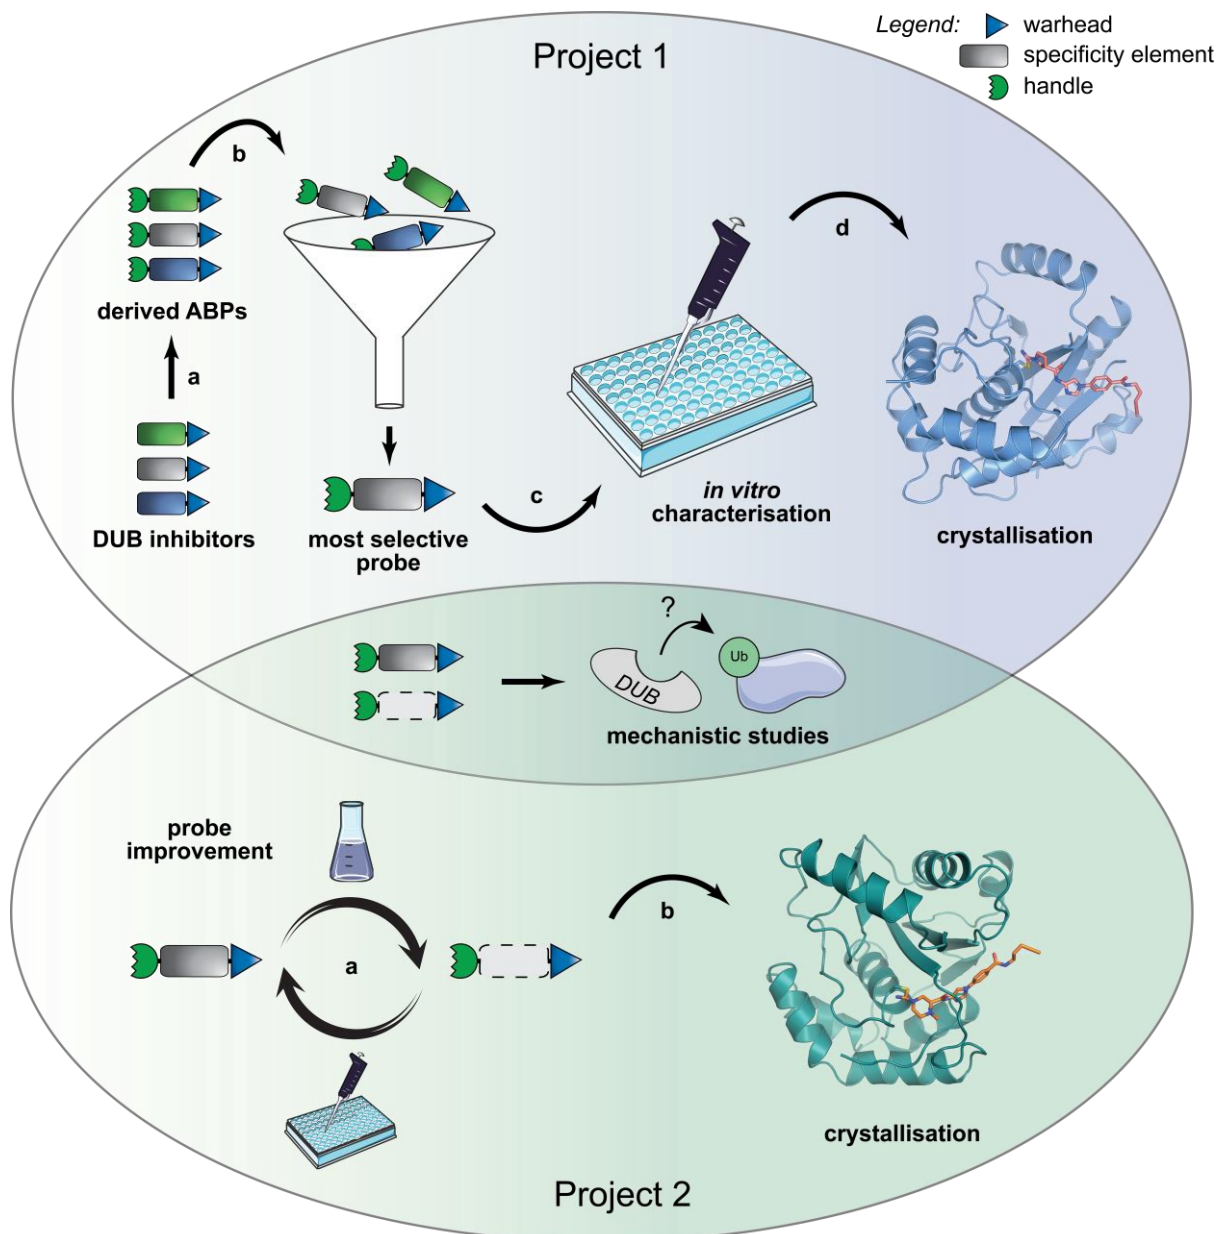 Legend: warhead
specificity element
handle
Project 1
b
d
derived ABPs
a
c
in vitro
characterisation
DUB inhibitors
most selective
probe
crystallisation
?
Ub
DUB
mechanistic studies
probe
improvement
b
a
crystallisation
Project 2